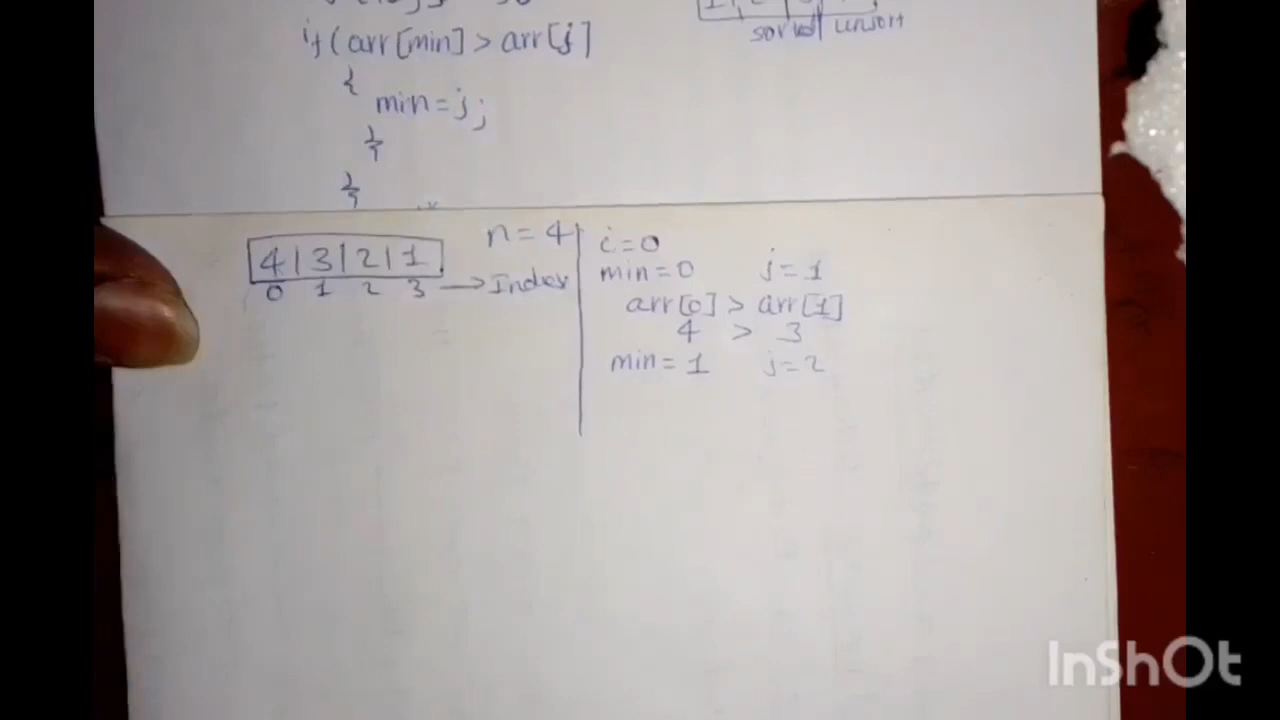 if (arr[min] > arr[j]
{
min = j;
}
}
sorted unsort
4 | 3 | 2 | 1
0 1 2 3 → Index
n = 4
i = 0
min = 0 j = 1
arr[0] > arr[1]
4 > 3
min = 1 j = 2
InShOt